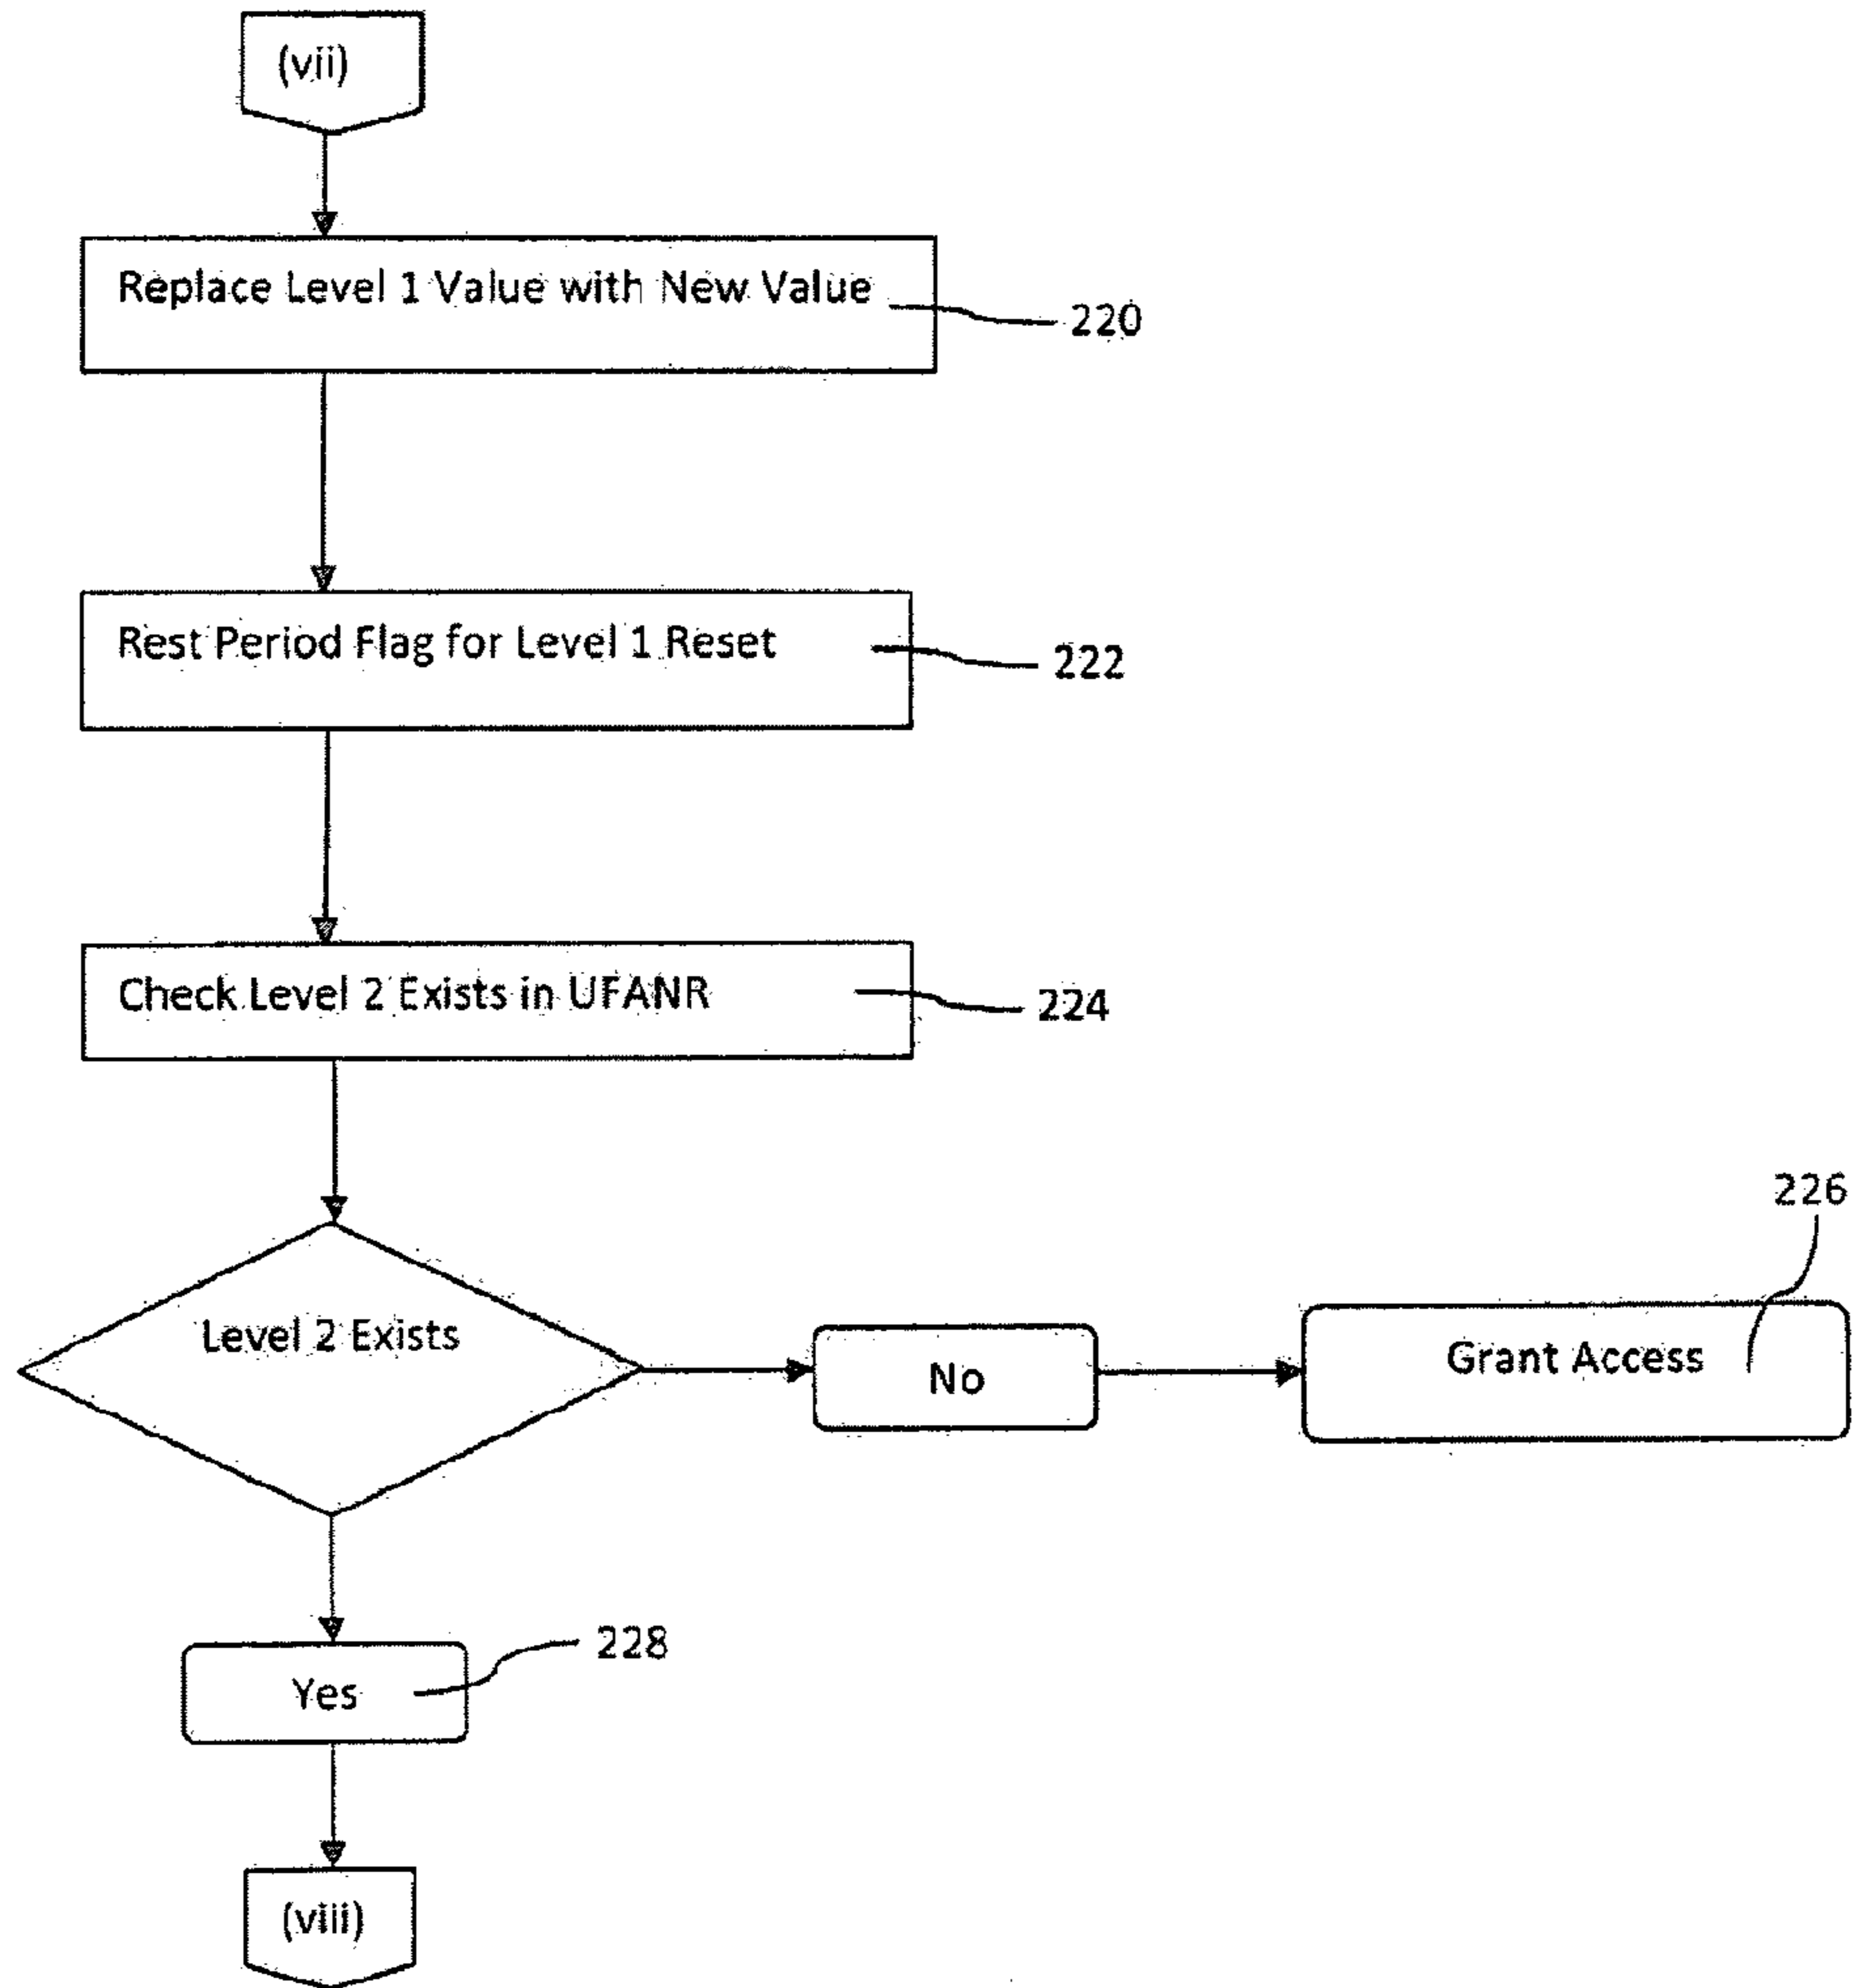 (vii)
Replace Level 1 Value with New Value
220
Rest Period Flag for Level 1 Reset
222
Check Level 2 Exists in UFANR
224
226
Level 2 Exists
No
Grant Access
228
Yes
(viii)